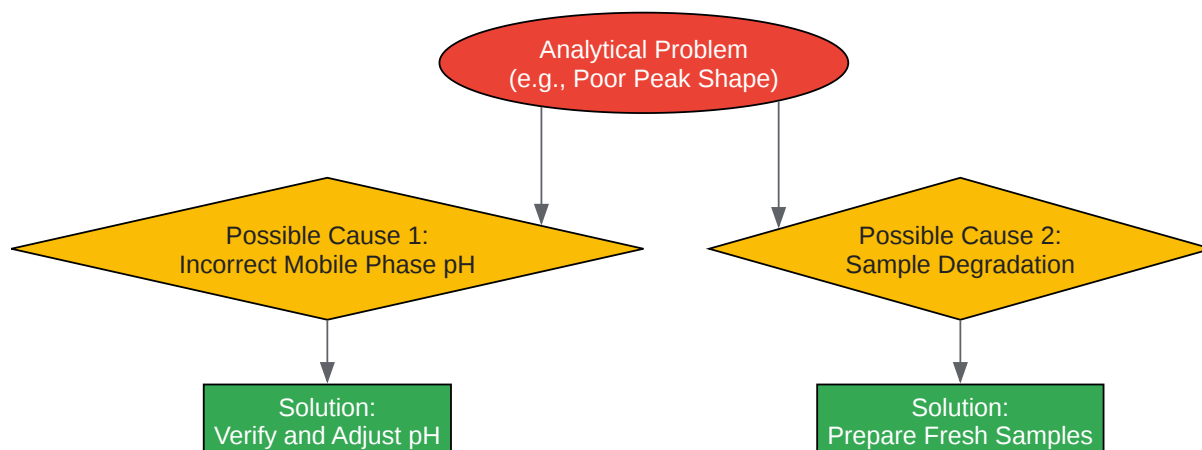 Analytical Problem
(e.g., Poor Peak Shape)
Possible Cause 1:
Incorrect Mobile Phase pH
Possible Cause 2:
Sample Degradation
Solution:
Verify and Adjust pH
Solution:
Prepare Fresh Samples